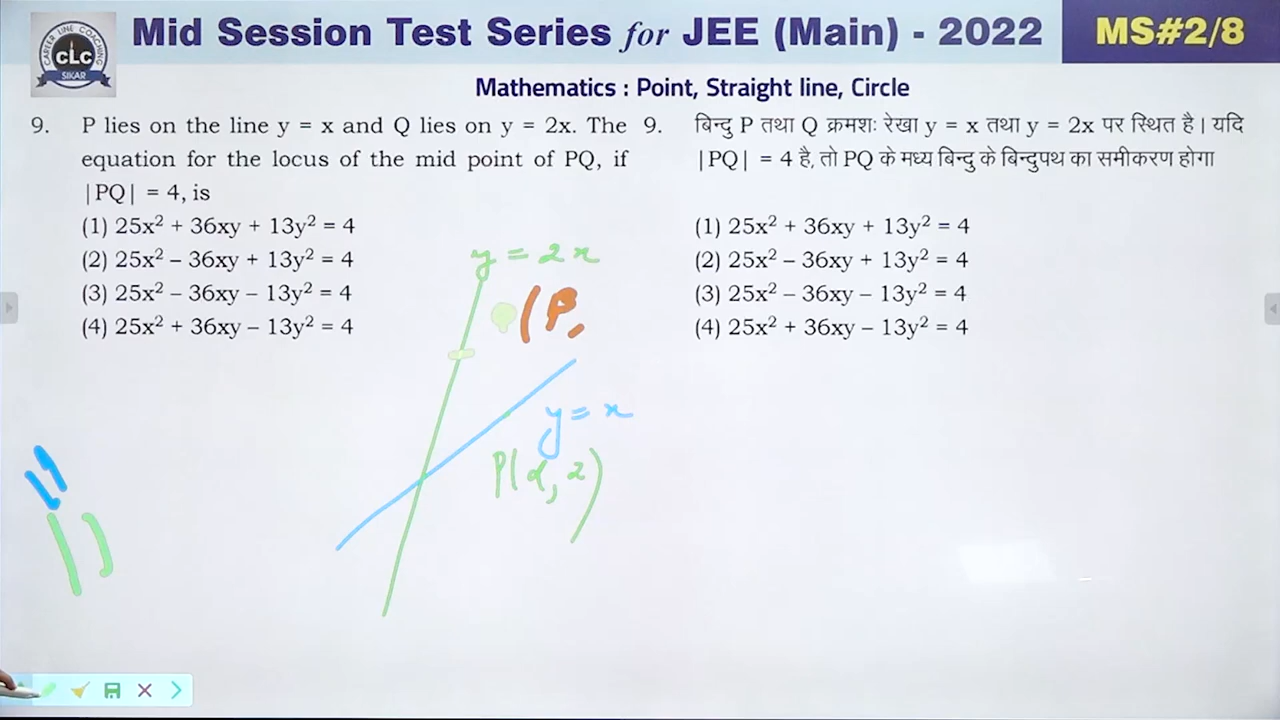 CAREER LINE COACHING
CLC
SIKAR
Mid Session Test Series for JEE (Main) - 2022
MS#2/8
Mathematics : Point, Straight line, Circle
9. P lies on the line y = x and Q lies on y = 2x. The
equation for the locus of the mid point of PQ, if
|PQ| = 4, is
(1) 25x² + 36xy + 13y² = 4
(2) 25x² – 36xy + 13y² = 4
(3) 25x² – 36xy – 13y² = 4
(4) 25x² + 36xy – 13y² = 4
9. बिन्दु P तथा Q क्रमशः रेखा y = x तथा y = 2x पर स्थित है। यदि
|PQ| = 4 है, तो PQ के मध्य बिन्दु के बिन्दुपथ का समीकरण होगा
(1) 25x² + 36xy + 13y² = 4
(2) 25x² – 36xy + 13y² = 4
(3) 25x² – 36xy – 13y² = 4
(4) 25x² + 36xy – 13y² = 4
y = 2x
y = x
P(α, 2)